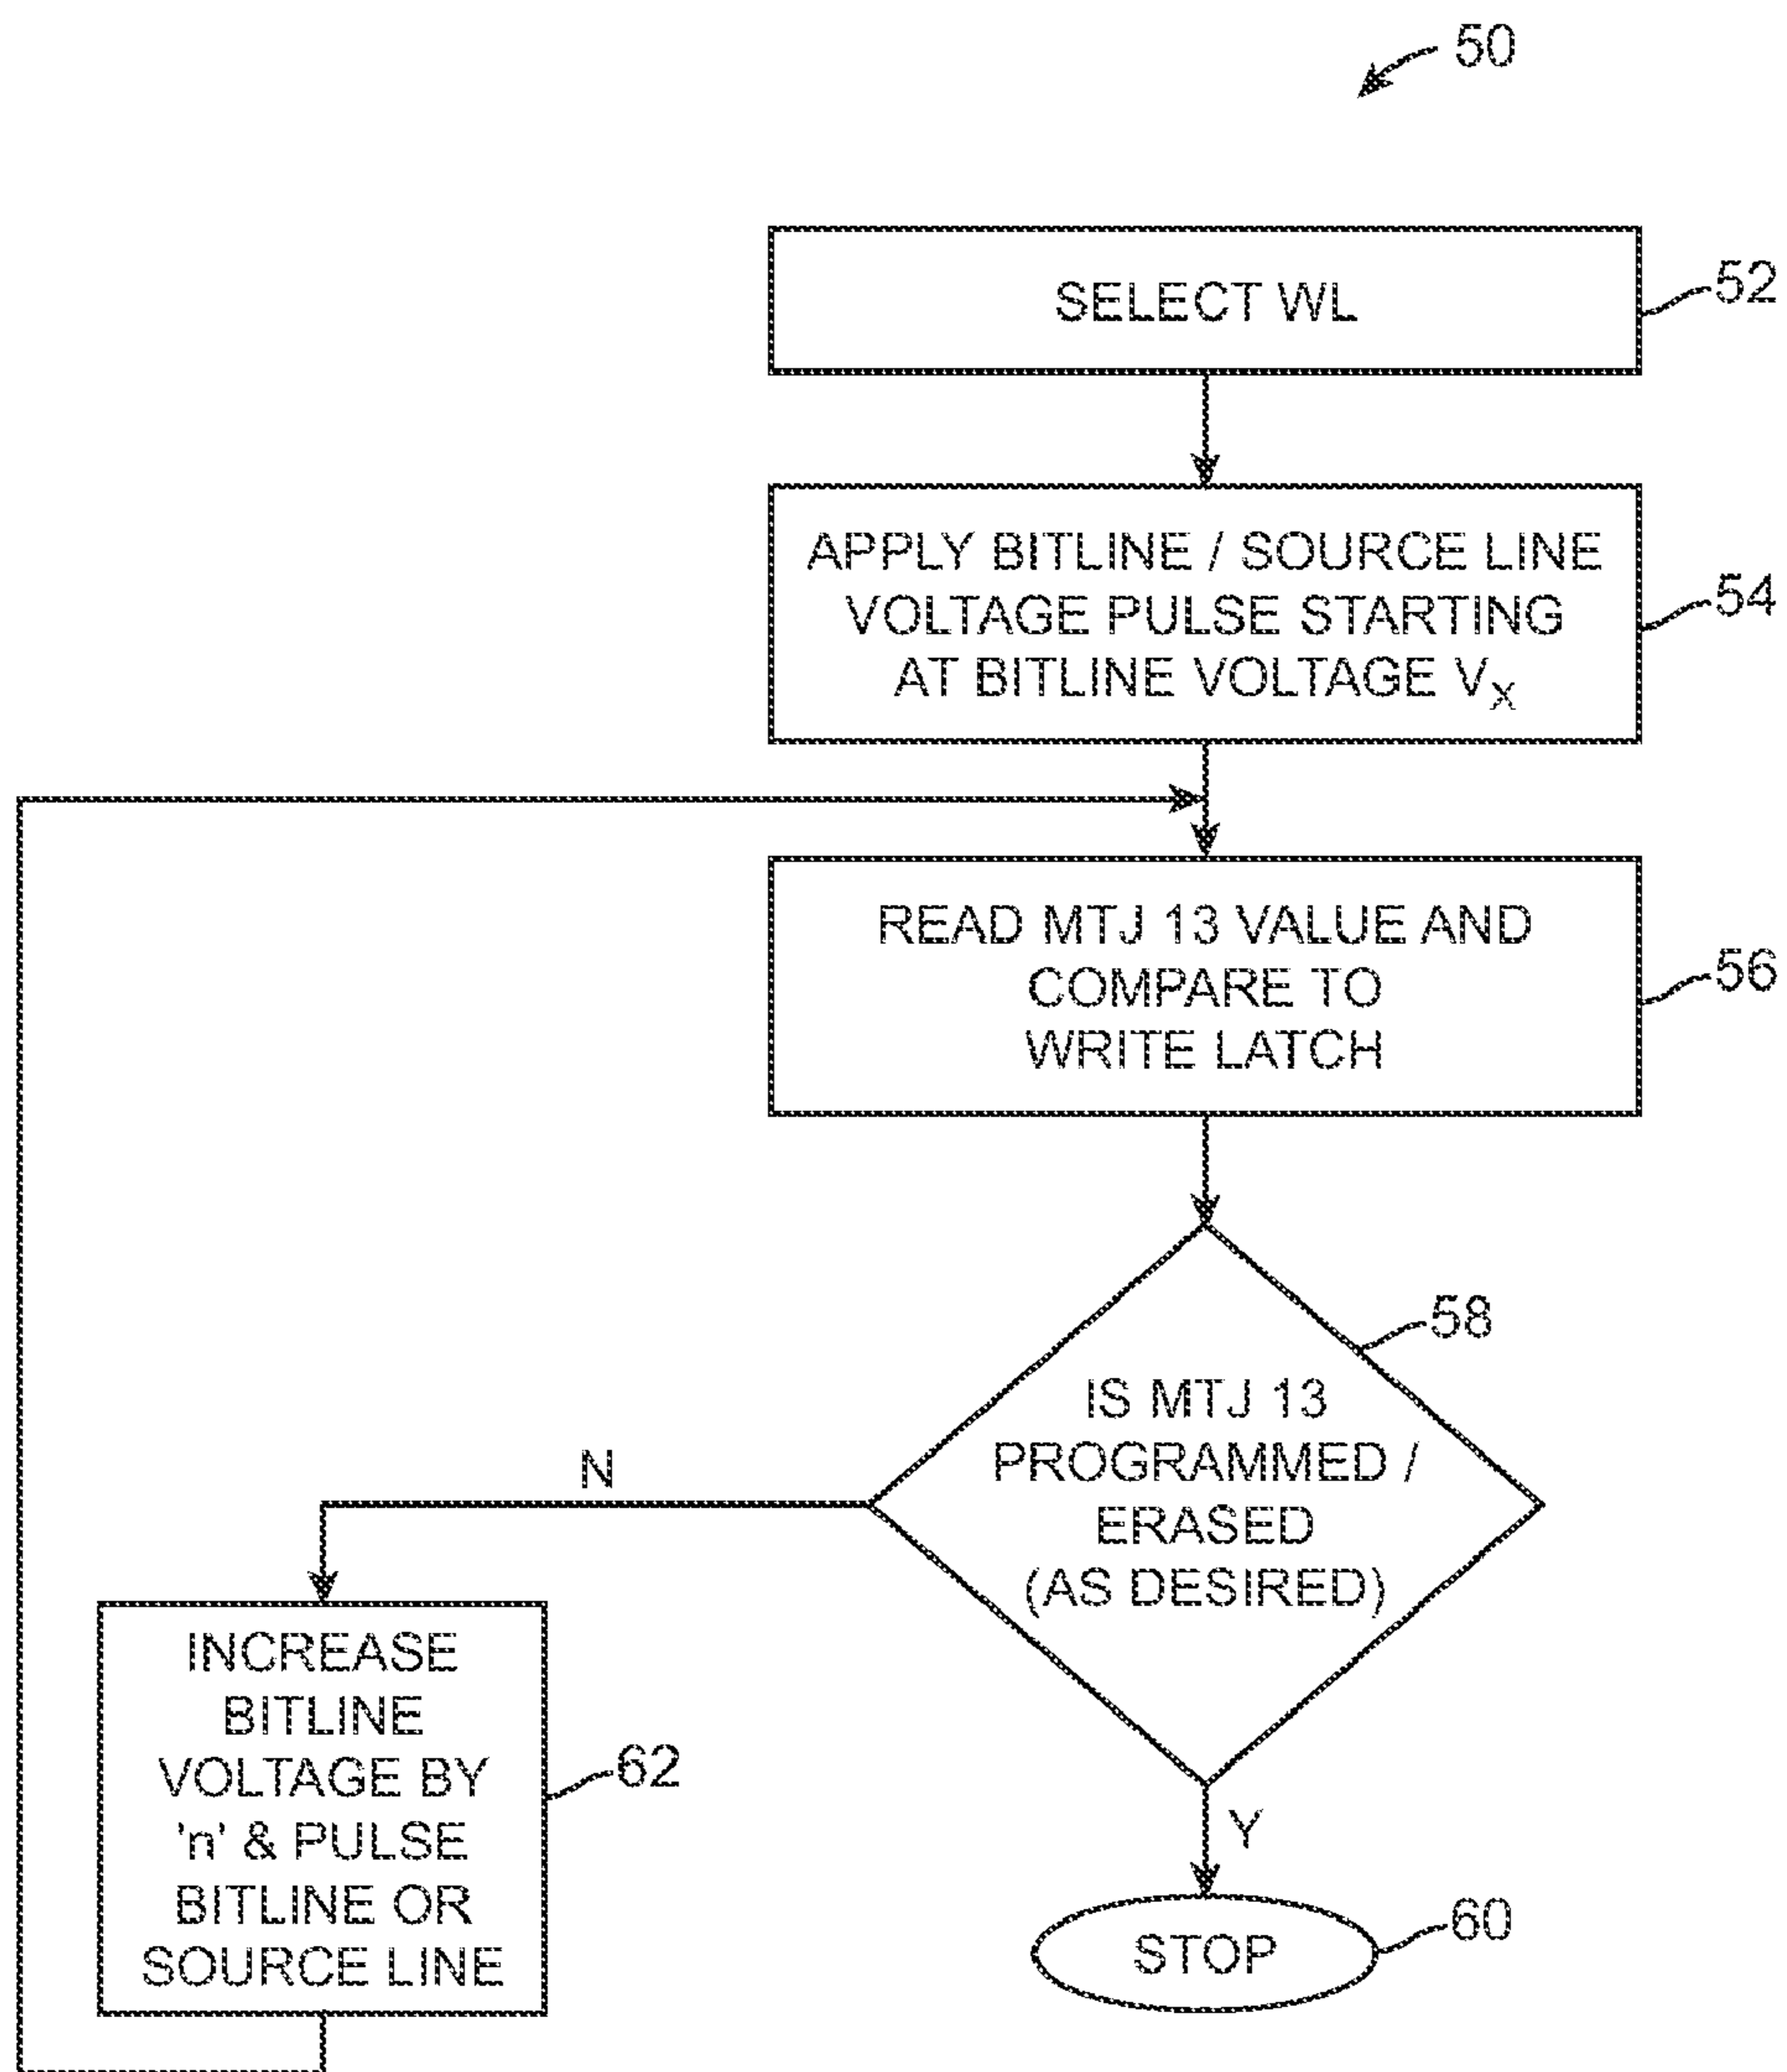 50
SELECT WL
52
APPLY BITLINE / SOURCE LINE
VOLTAGE PULSE STARTING
AT BITLINE VOLTAGE VX
54
READ MTJ 13 VALUE AND
COMPARE TO
WRITE LATCH
56
58
IS MTJ 13
PROGRAMMED /
ERASED
(AS DESIRED)
N
INCREASE
BITLINE
VOLTAGE BY
'n' & PULSE
BITLINE OR
SOURCE LINE
62
Y
STOP
60